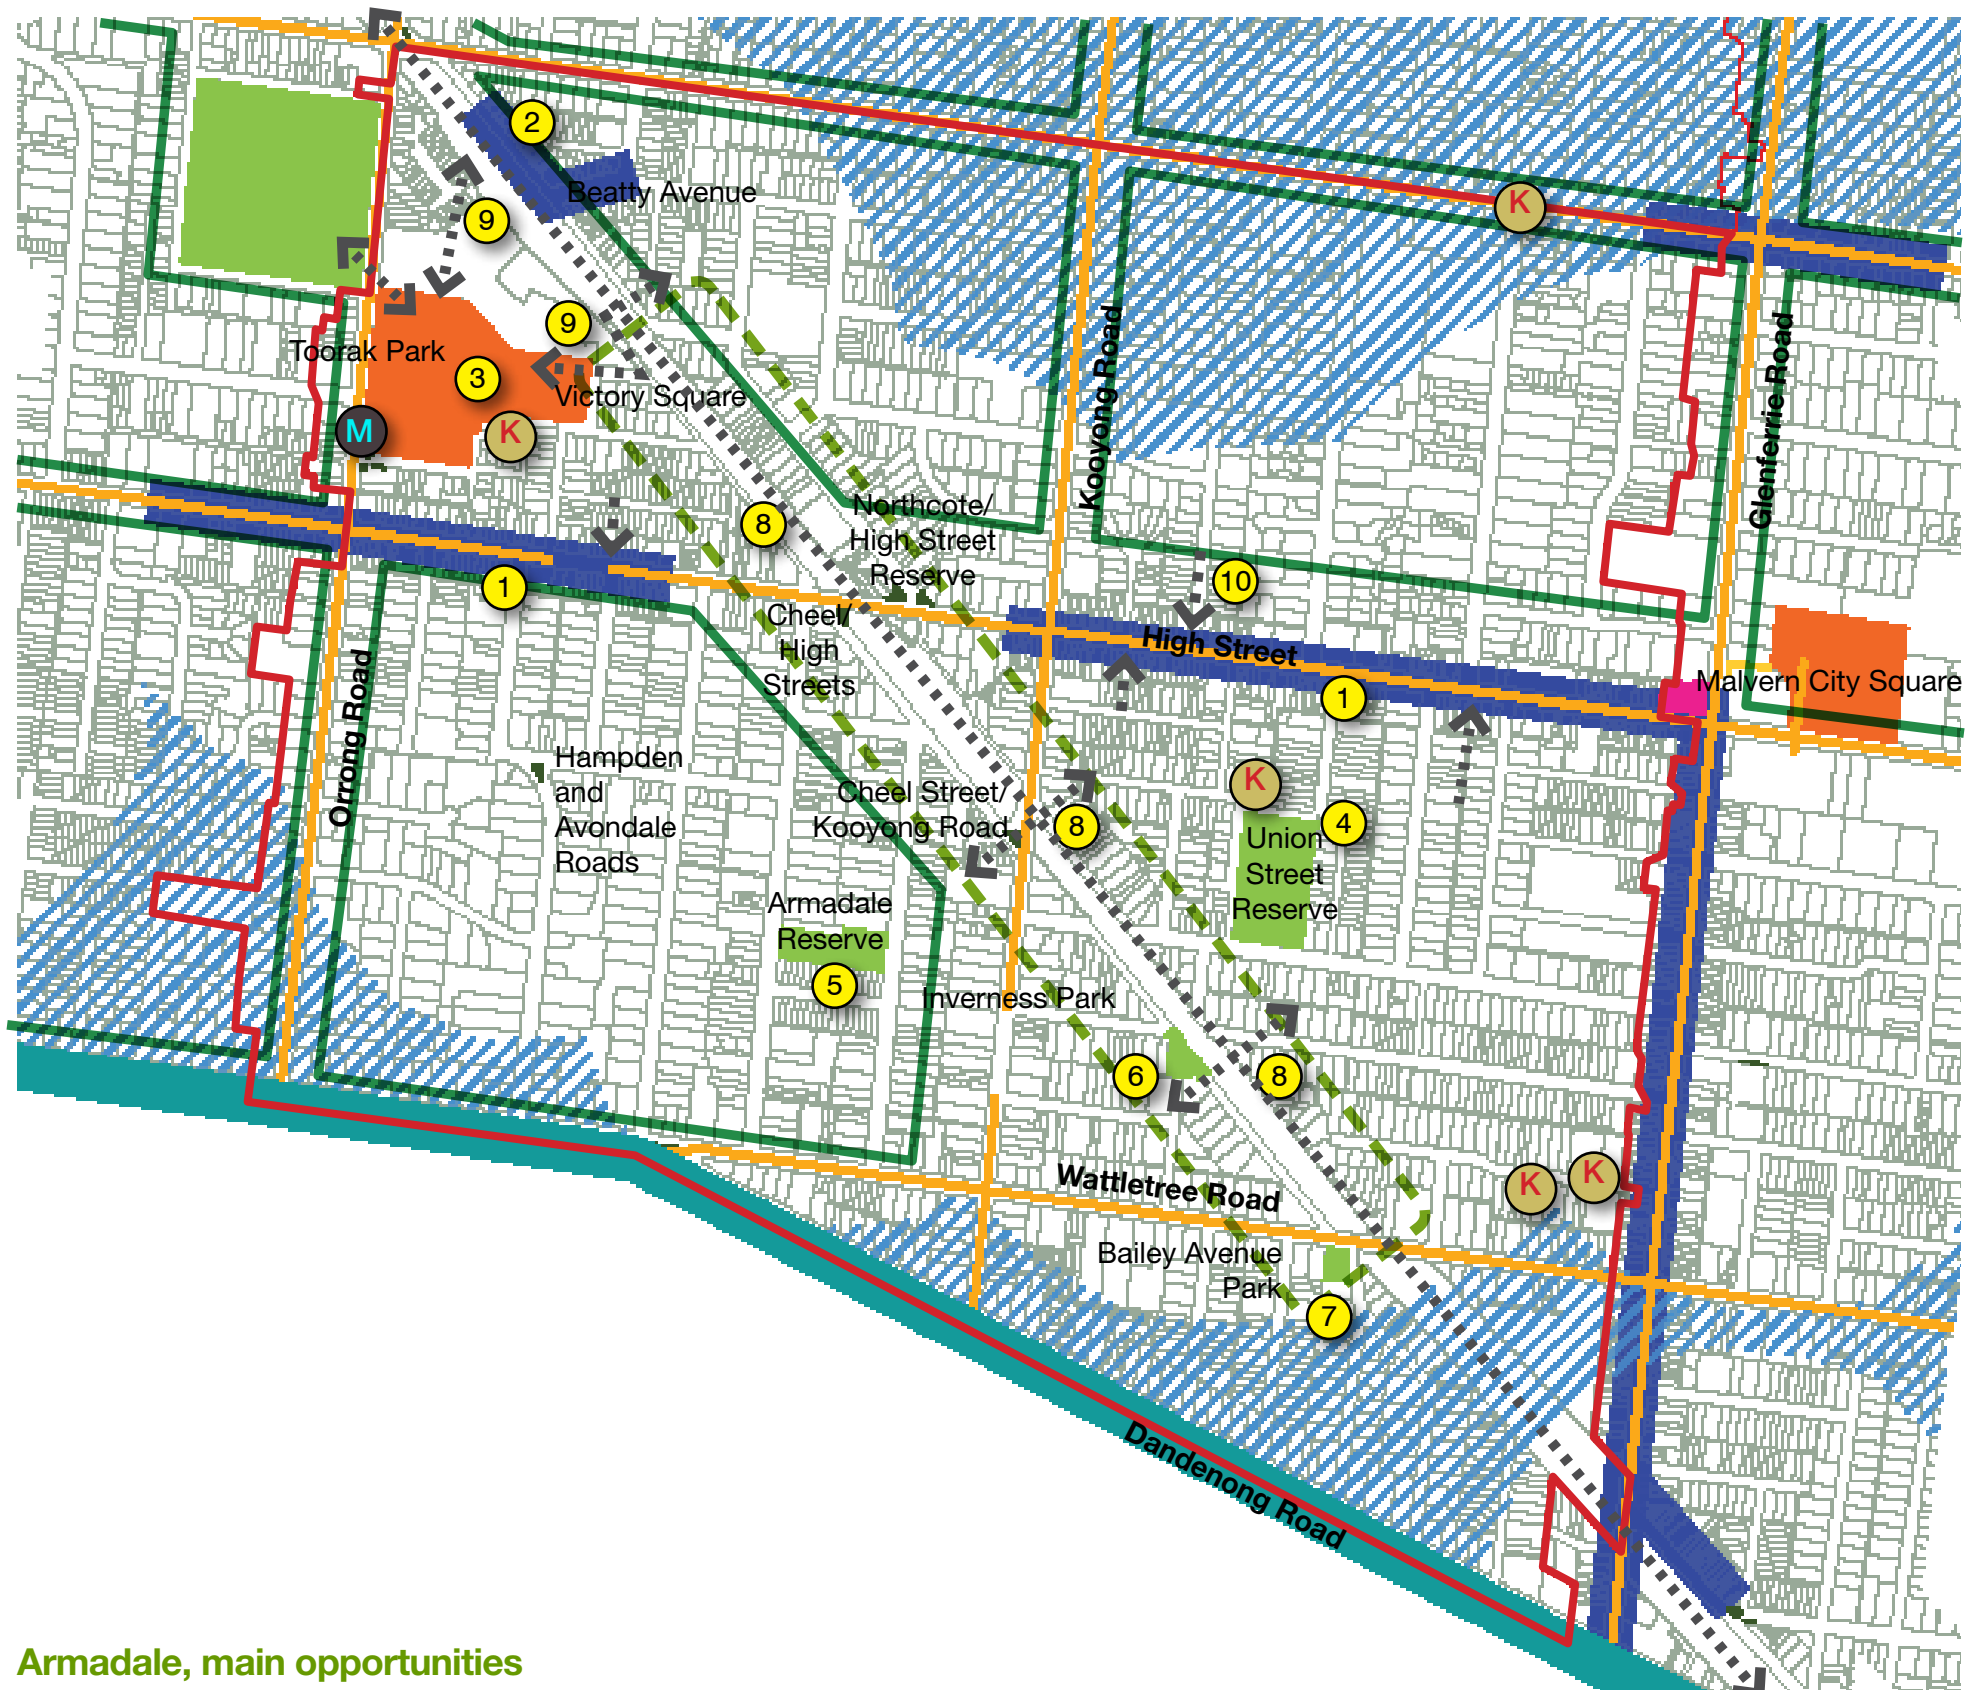 2
K
Beatty Avenue
9
9
Toorak Park
3
Victory Square
M
K
Kooyong Road
Glenferrie Road
8
Northcote/
High Street
Reserve
10
1
Cheel/
High
Streets
High Street
1
Malvern City Square
Orrong Road
Hampden
and
Avondale
Roads
Cheel Street/
Kooyong Road
8
K
4
Union
Street
Reserve
Armadale
Reserve
5
Inverness Park
6
8
Wattletree Road
K
K
Bailey Avenue
Park
7
Dandenong Road
Armadale, main opportunities